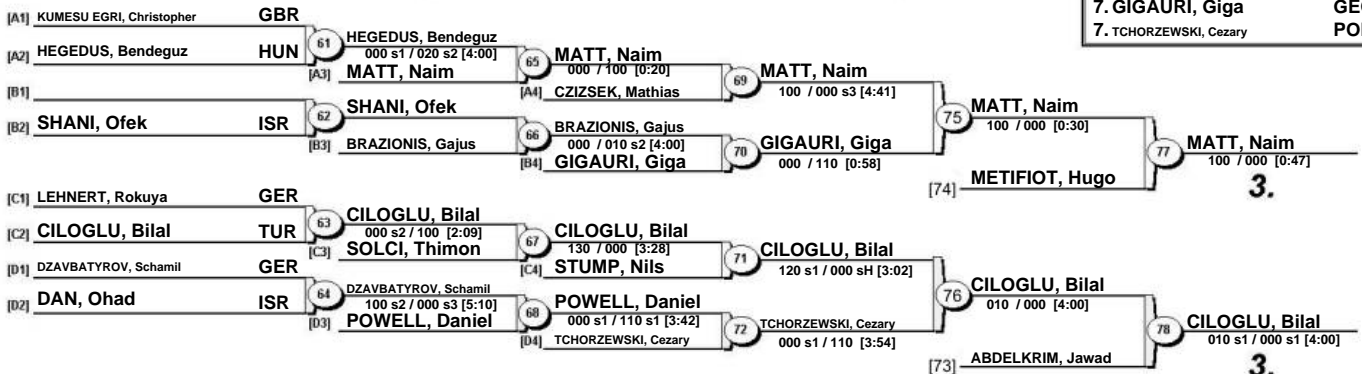 7. GIGAURI, Giga
7. TCHORZEWSKI, Cezary
[A1] KUMESU EGRI, Christopher GBR
[A2] HEGEDUS, Bendeguz HUN
61 HEGEDUS, Bendeguz
000 s1 / 020 s2 [4:00]
[A3] MATT, Naim
65 MATT, Naim
000 / 100 [0:20]
[A4] CZIZSEK, Mathias
69 MATT, Naim
100 / 000 s3 [4:41]
[B1]
[B2] SHANI, Ofek ISR
62 SHANI, Ofek
[B3] BRAZIONIS, Gajus
66 BRAZIONIS, Gajus
000 / 010 s2 [4:00]
[B4] GIGAURI, Giga
70 GIGAURI, Giga
000 / 110 [0:58]
75 MATT, Naim
100 / 000 [0:30]
[74] METIFIOT, Hugo
77 MATT, Naim
100 / 000 [0:47]
3.
[C1] LEHNERT, Rokuya GER
[C2] CILOGLU, Bilal TUR
63 CILOGLU, Bilal
000 s2 / 100 [2:09]
[C3] SOLCI, Thimon
67 CILOGLU, Bilal
130 / 000 [3:28]
[C4] STUMP, Nils
71 CILOGLU, Bilal
120 s1 / 000 sH [3:02]
[D1] DZAVBATYROV, Schamil GER
[D2] DAN, Ohad ISR
64 DZAVBATYROV, Schamil
100 s2 / 000 s3 [5:10]
[D3] POWELL, Daniel
68 POWELL, Daniel
000 s1 / 110 s1 [3:42]
[D4] TCHORZEWSKI, Cezary
72 TCHORZEWSKI, Cezary
000 s1 / 110 [3:54]
76 CILOGLU, Bilal
010 / 000 [4:00]
[73] ABDELKRIM, Jawad
78 CILOGLU, Bilal
010 s1 / 000 s1 [4:00]
3.